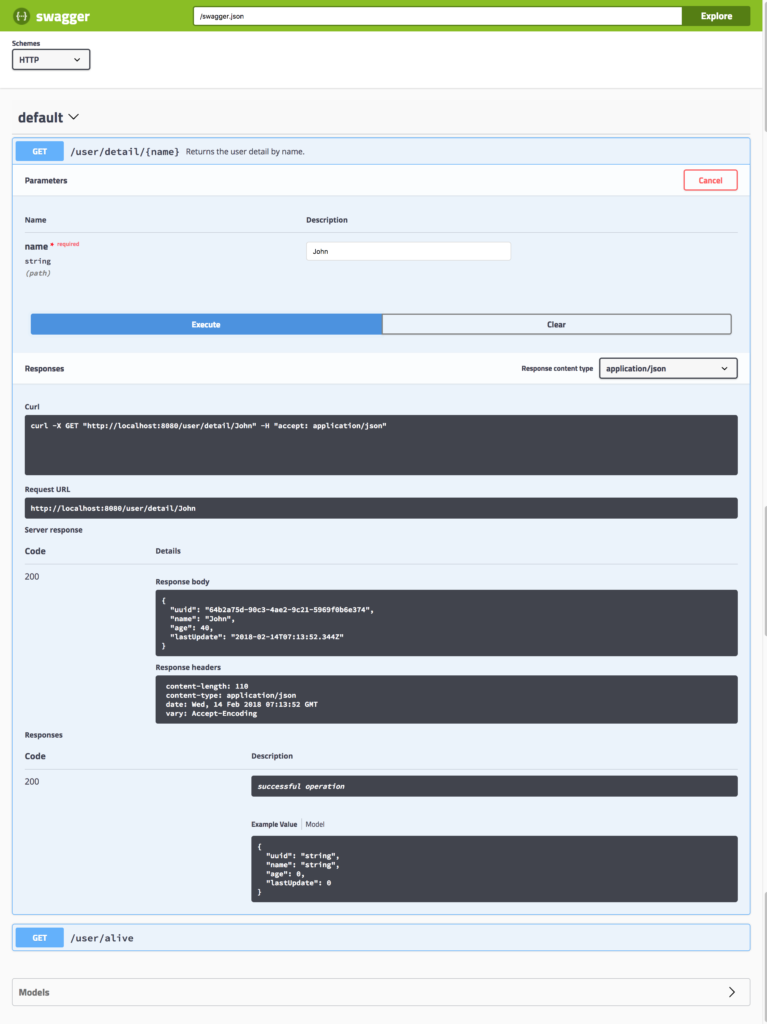 swagger
/swagger.json
Explore
Schemes
HTTP
default
GET /user/detail/{name} Returns the user detail by name.
Parameters
Cancel
Name Description
name * required
string
(path)
John
Execute
Clear
Responses
Response content type application/json
Curl
curl -X GET "http://localhost:8080/user/detail/John" -H "accept: application/json"
Request URL
http://localhost:8080/user/detail/John
Server response
Code Details
200
Response body
{
  "uuid": "64b2a75d-90c3-4ae2-9c21-5969f0b6e374",
  "name": "John",
  "age": 40,
  "lastUpdate": "2018-02-14T07:13:52.344Z"
}
Response headers
content-length: 110
content-type: application/json
date: Wed, 14 Feb 2018 07:13:52 GMT
vary: Accept-Encoding
Responses
Code Description
200
successful operation
Example Value Model
{
  "uuid": "string",
  "name": "string",
  "age": 0,
  "lastUpdate": 0
}
GET /user/alive
Models